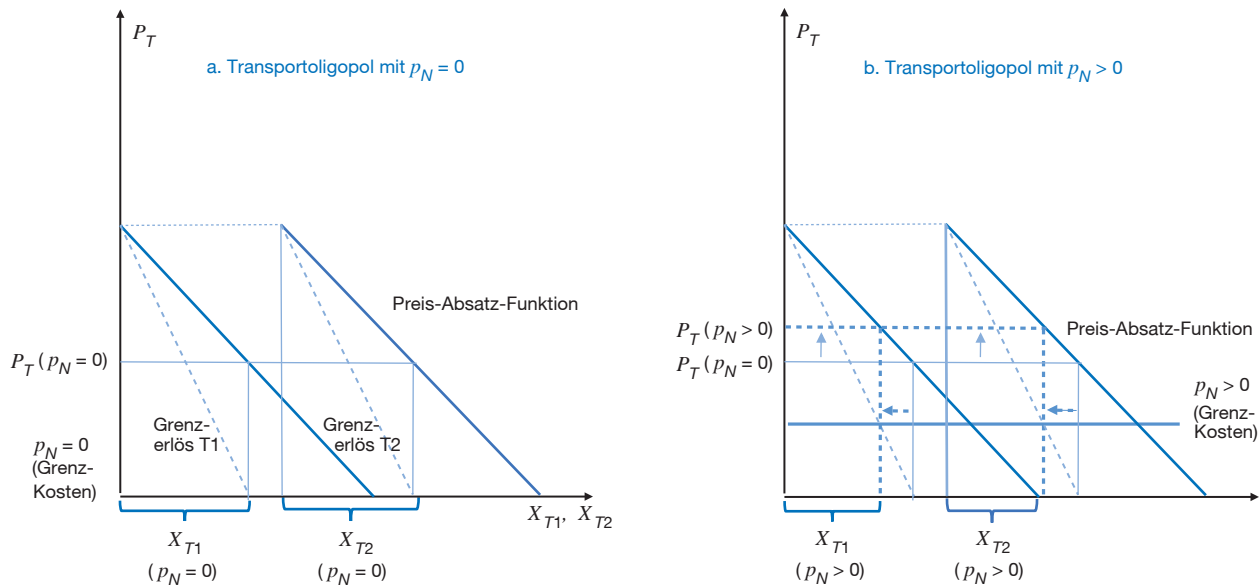 P_T
a. Transportoligopol mit p_N = 0
Preis-Absatz-Funktion
P_T ( p_N = 0)
Grenz-
erlös T1
Grenz-
erlös T2
p_N = 0
(Grenz-
Kosten)
X_T1, X_T2
X_T1
( p_N = 0)
X_T2
( p_N = 0)
P_T
b. Transportoligopol mit p_N > 0
P_T ( p_N > 0)
Preis-Absatz-Funktion
P_T ( p_N = 0)
p_N > 0
(Grenz-
Kosten)
X_T1
( p_N > 0)
X_T2
( p_N > 0)